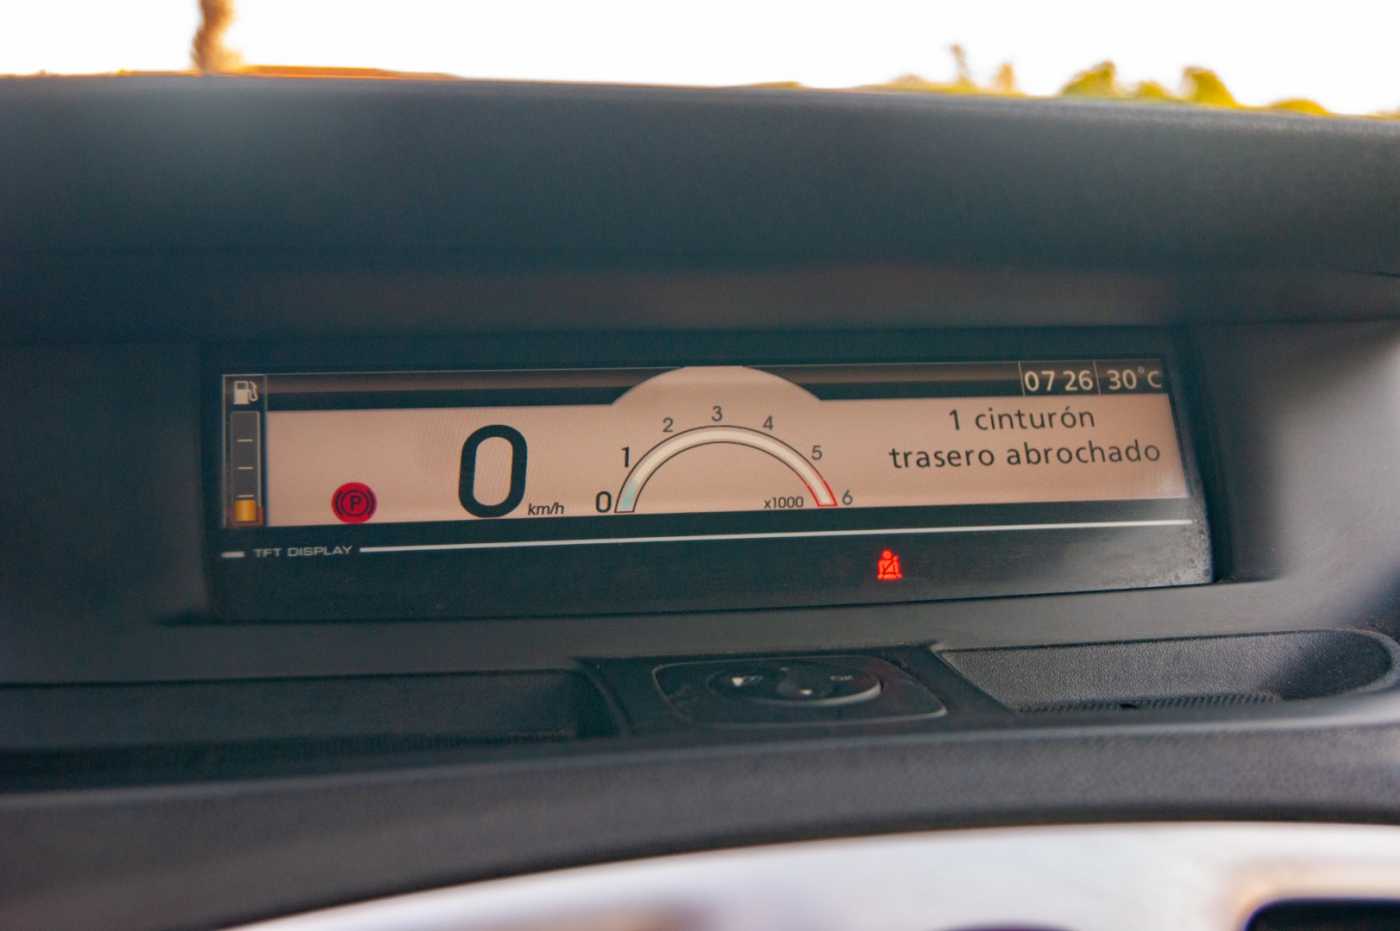 07 26 30°C
1 cinturón
trasero abrochado
P
0 km/h
0 1 2 3 4 5 6
x1000
TFT DISPLAY